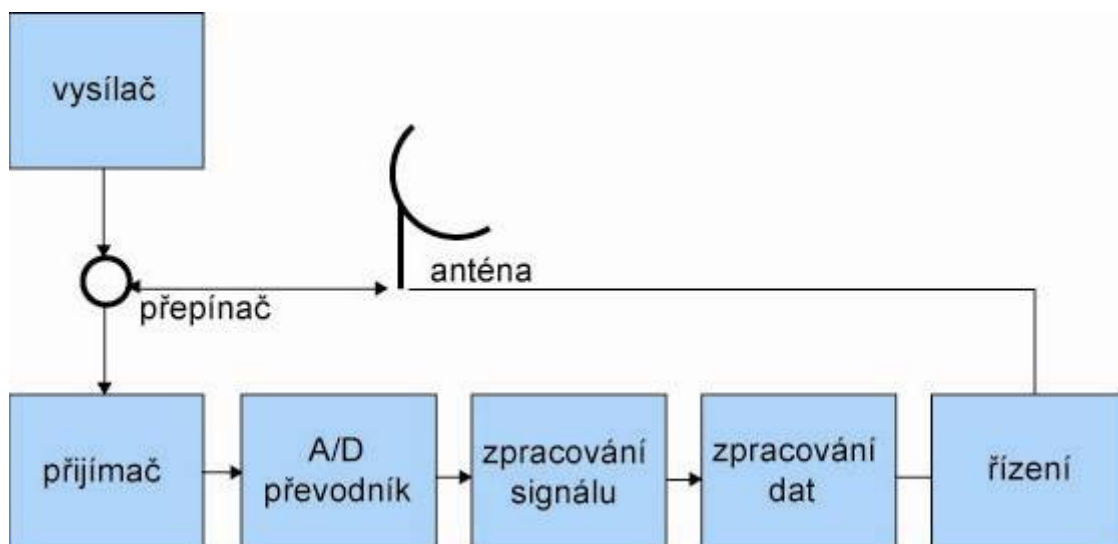 vysílač
anténa
přepínač
přijímač
A/D
převodník
zpracování
signálu
zpracování
dat
řízení